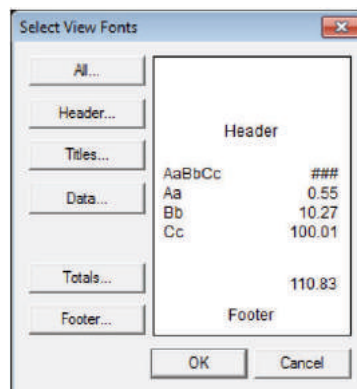 Select View Fonts
All...
Header...
Titles...
Data...
Totals...
Footer...
Header
AaBbCc ###
Aa 0.55
Bb 10.27
Cc 100.01
110.83
Footer
OK Cancel